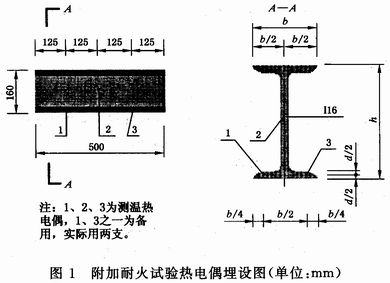 A
A—A
b
b/2 b/2
125 125 125 125
160
h
I16
1 2 3
1 2 3
d/2
d/2
500
b/4 b/2 b/4
A
注：1、2、3为测温热
电偶，1、3之一为备
用，实际用两支。
图 1 附加耐火试验热电偶埋设图(单位:mm)